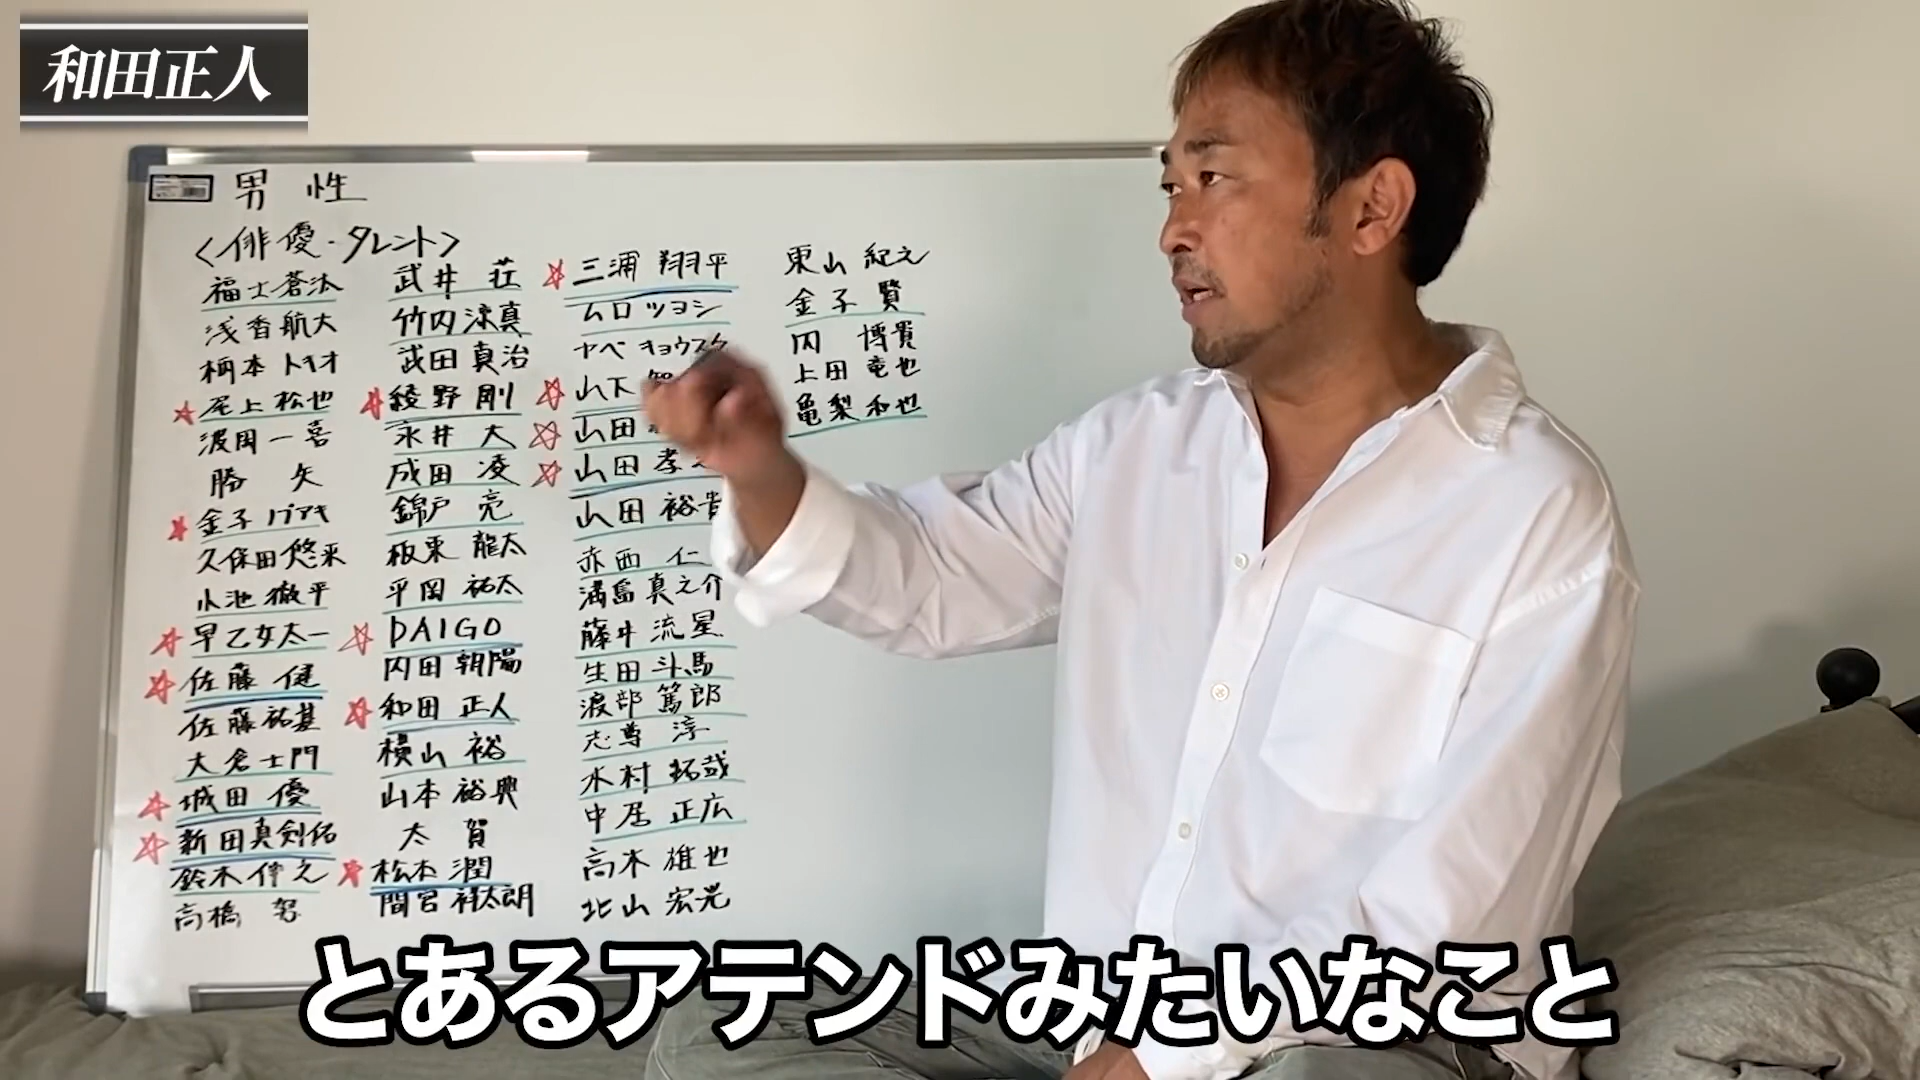 和田正人
男性
<俳優・タレント>
福士蒼汰
浅香航大
柄本トキオ
尾上松也
波岡一喜
勝矢
金子ノブアキ
久保田悠来
小池徹平
早乙女太一
佐藤健
佐藤祐基
大倉士門
城田優
新田真剣佑
鈴木伸之
高橋努
武井荘
竹内涼真
武田真治
綾野剛
永井大
成田凌
錦戸亮
板東龍太
平岡祐太
DAIGO
内田朝陽
和田正人
横山裕
山本裕典
太賀
松本潤
間宮祥太朗
三浦翔平
ムロツヨシ
ヤベキョウスケ
山下
山田
山田孝之
山田裕貴
赤西仁
満島真之介
藤井流星
生田斗馬
渡部篤郎
志尊淳
木村拓哉
中居正広
高木雄也
北山宏光
東山紀之
金子賢
内博貴
上田竜也
亀梨和也
とあるアテンドみたいなこと